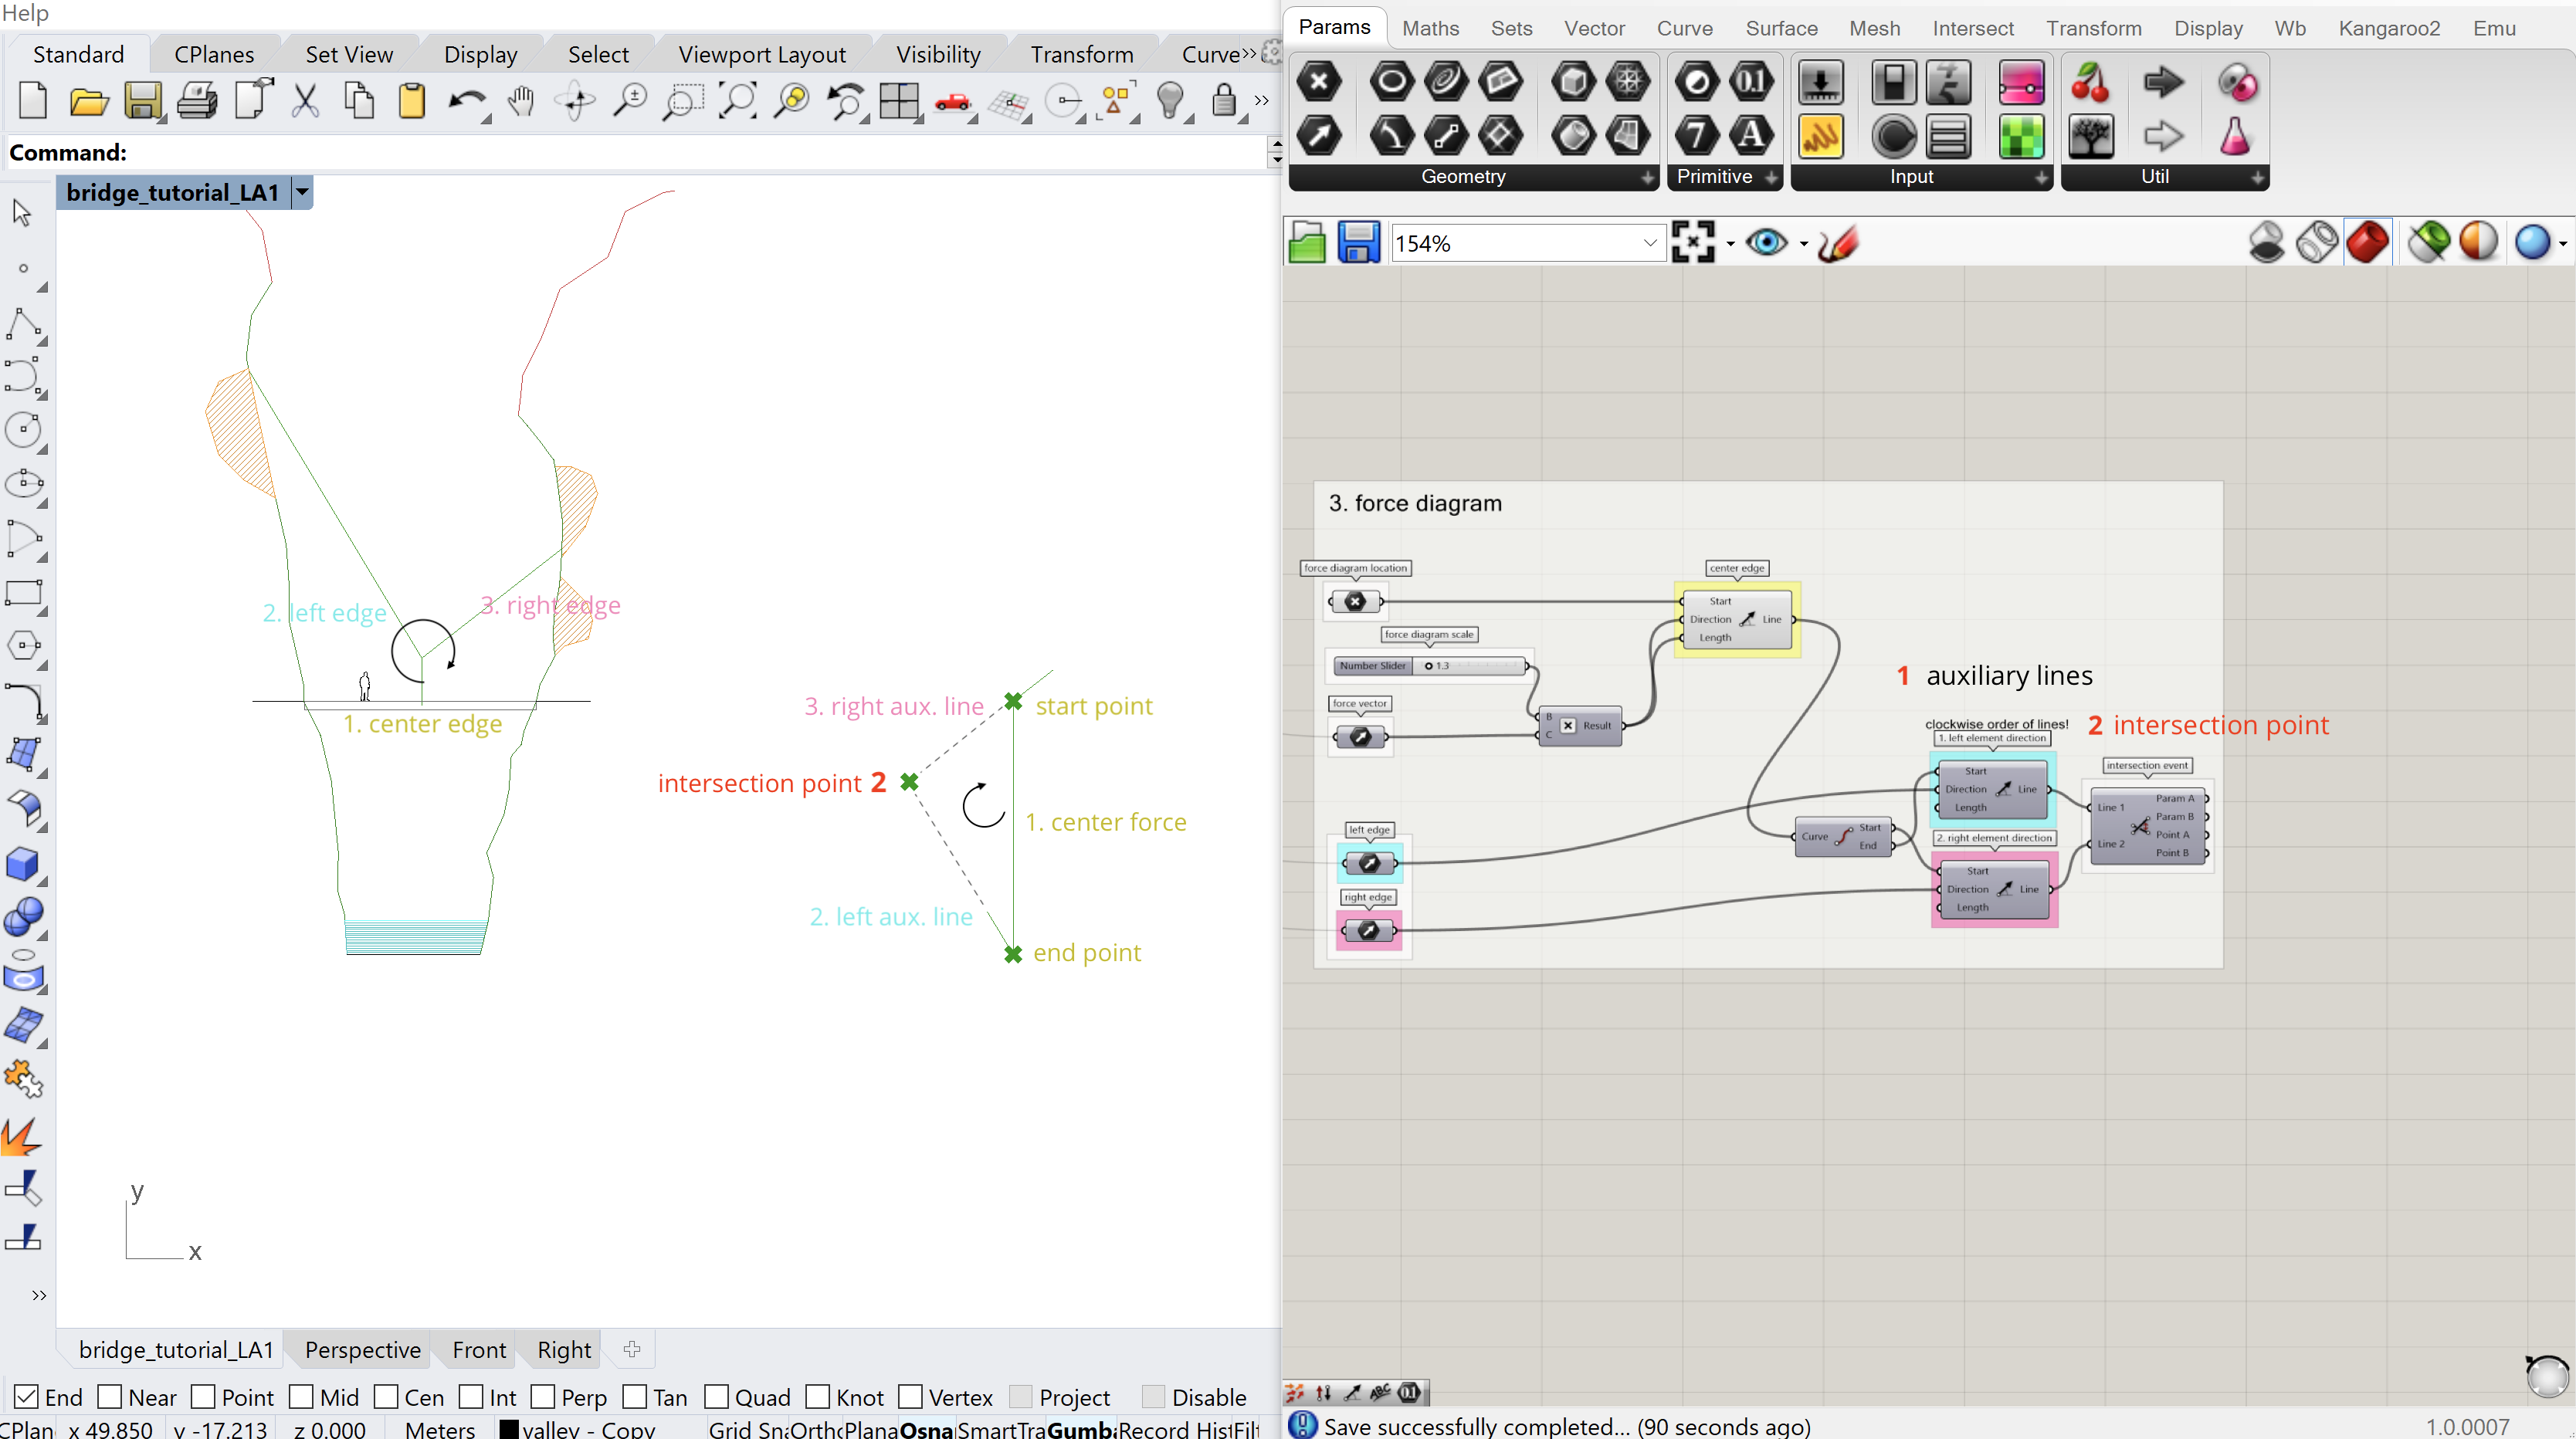 Help
Standard CPlanes Set View Display Select Viewport Layout Visibility Transform Curve
Command:
bridge_tutorial_LA1
2. left edge
3. right edge
1. center edge
3. right aux. line
start point
intersection point 2
1. center force
2. left aux. line
end point
y
x
bridge_tutorial_LA1 Perspective Front Right
End Near Point Mid Cen Int Perp Tan Quad Knot Vertex Project Disable
CPlan x 49.850 y -17.213 z 0.000 Meters valley - Copy Grid Sna Ortho Plana Osna SmartTra Gumba Record Hist Filt
Params Maths Sets Vector Curve Surface Mesh Intersect Transform Display Wb Kangaroo2 Emu
Geometry Primitive Input Util
154%
3. force diagram
force diagram location
center edge
Start
Direction Line
Length
force diagram scale
Number Slider 1.3
force vector
B
C
Result
1 auxiliary lines
clockwise order of lines!
2 intersection point
1. left element direction
Start
Direction Line
Length
intersection event
Line 1
Line 2
Param A
Param B
Point A
Point B
left edge
Curve
Start
End
2. right element direction
Start
Direction Line
Length
right edge
Save successfully completed... (90 seconds ago)
1.0.0007